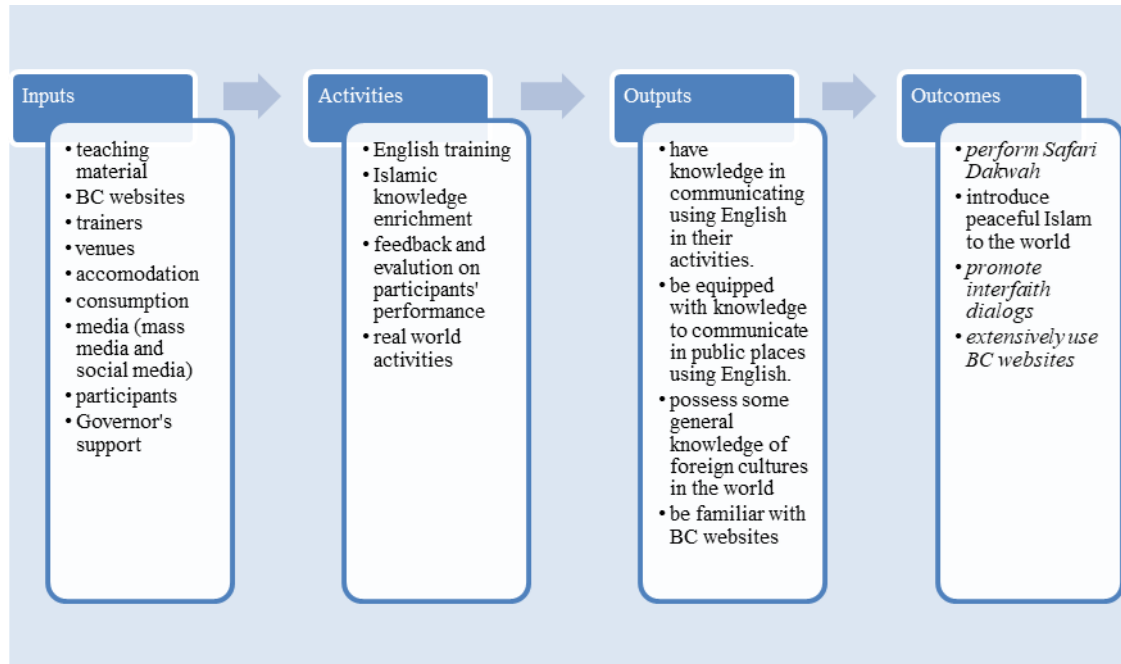 Inputs
• teaching
material
• BC websites
• trainers
• venues
• accomodation
• consumption
• media (mass
media and
social media)
• participants
• Governor's
support
Activities
• English training
• Islamic
knowledge
enrichment
• feedback and
evalution on
participants'
performance
• real world
activities
Outputs
• have
knowledge in
communicating
using English
in their
activities.
• be equipped
with knowledge
to communicate
in public places
using English.
• possess some
general
knowledge of
foreign cultures
in the world
• be familiar with
BC websites
Outcomes
• perform Safari
Dakwah
• introduce
peaceful Islam
to the world
• promote
interfaith
dialogs
• extensively use
BC websites